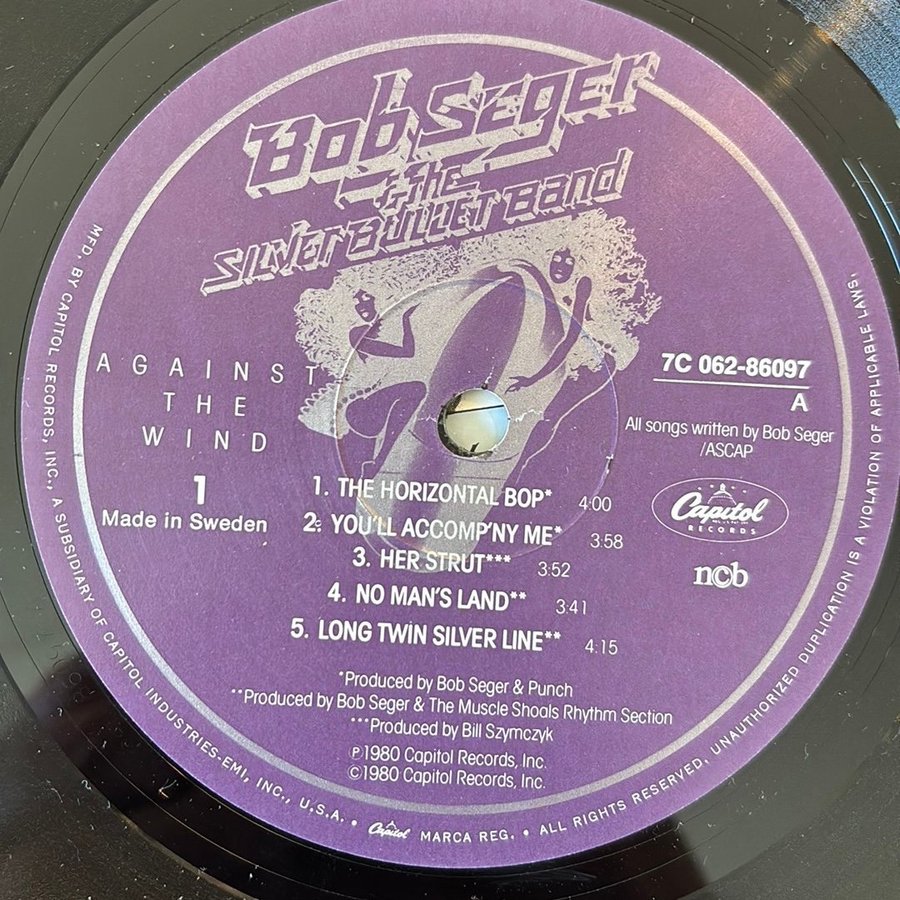 Bob Seger
& The
Silver Bullet Band
AGAINST
THE
WIND
1
Made in Sweden
7C 062-86097
A
All songs written by Bob Seger
/ASCAP
Capitol
RECORDS
ncb
1. THE HORIZONTAL BOP* 4:00
2. YOU'LL ACCOMP'NY ME* 3:58
3. HER STRUT*** 3:52
4. NO MAN'S LAND** 3:41
5. LONG TWIN SILVER LINE** 4:15
*Produced by Bob Seger & Punch
**Produced by Bob Seger & The Muscle Shoals Rhythm Section
***Produced by Bill Szymczyk
℗1980 Capitol Records, Inc.
©1980 Capitol Records, Inc.
MFD. BY CAPITOL RECORDS, INC., A SUBSIDIARY OF CAPITOL INDUSTRIES-EMI, INC., U.S.A. • Capitol MARCA REG. • ALL RIGHTS RESERVED, UNAUTHORIZED DUPLICATION IS A VIOLATION OF APPLICABLE LAWS.